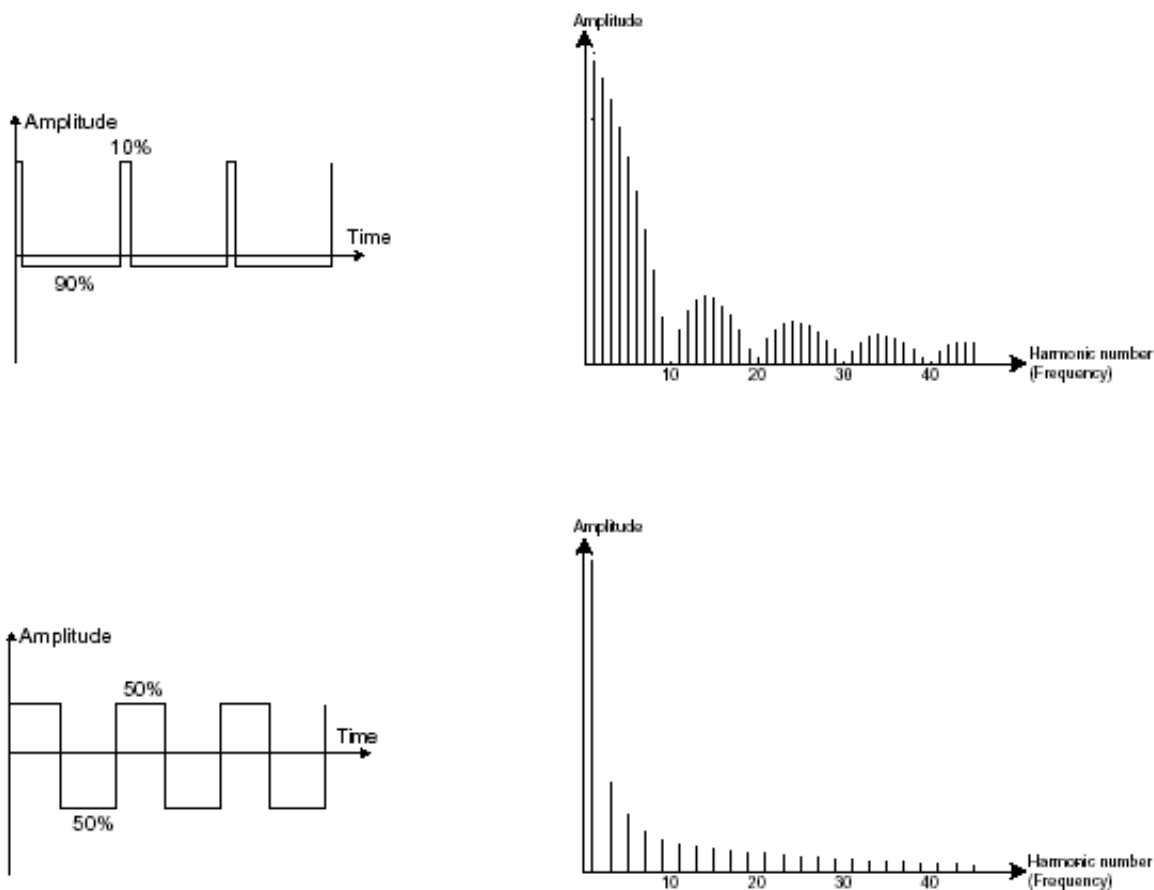 Amplitude
10%
Time
90%
Amplitude
10
20
30
40
Harmonic number
(Frequency)
Amplitude
50%
Time
50%
Amplitude
10
20
30
40
Harmonic number
(Frequency)